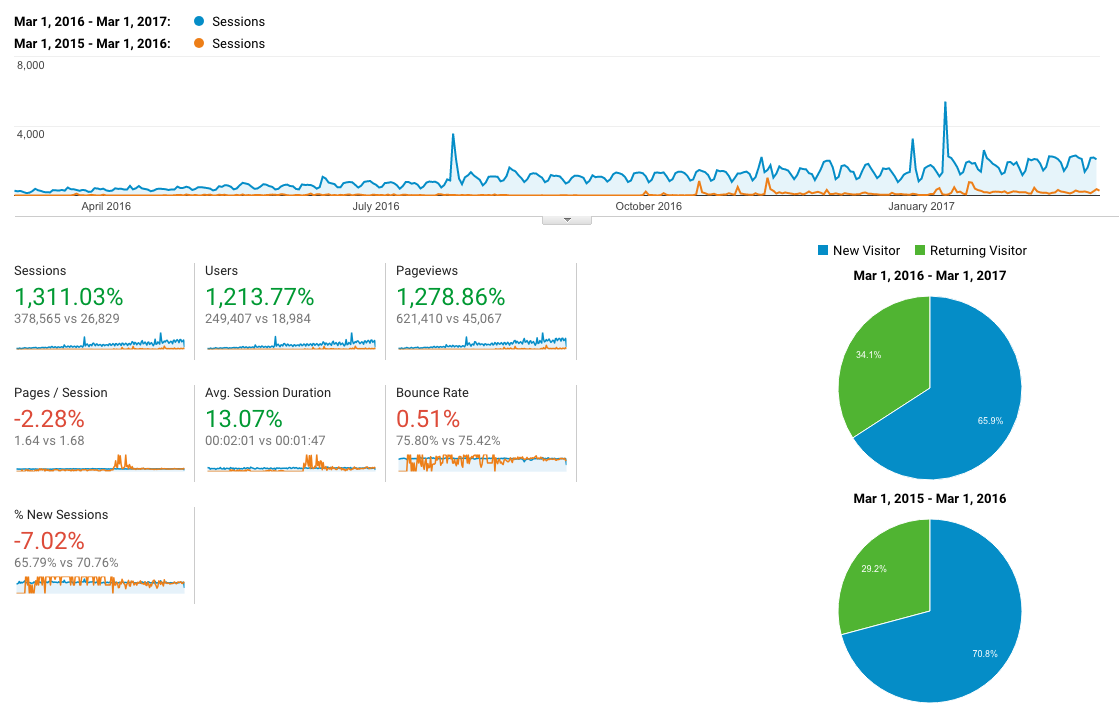 Mar 1, 2016 - Mar 1, 2017: Sessions
Mar 1, 2015 - Mar 1, 2016: Sessions
8,000
4,000
April 2016 July 2016 October 2016 January 2017
Sessions
1,311.03%
378,565 vs 26,829
Users
1,213.77%
249,407 vs 18,984
Pageviews
1,278.86%
621,410 vs 45,067
Pages / Session
-2.28%
1.64 vs 1.68
Avg. Session Duration
13.07%
00:02:01 vs 00:01:47
Bounce Rate
0.51%
75.80% vs 75.42%
% New Sessions
-7.02%
65.79% vs 70.76%
New Visitor Returning Visitor
Mar 1, 2016 - Mar 1, 2017
34.1%
65.9%
Mar 1, 2015 - Mar 1, 2016
29.2%
70.8%